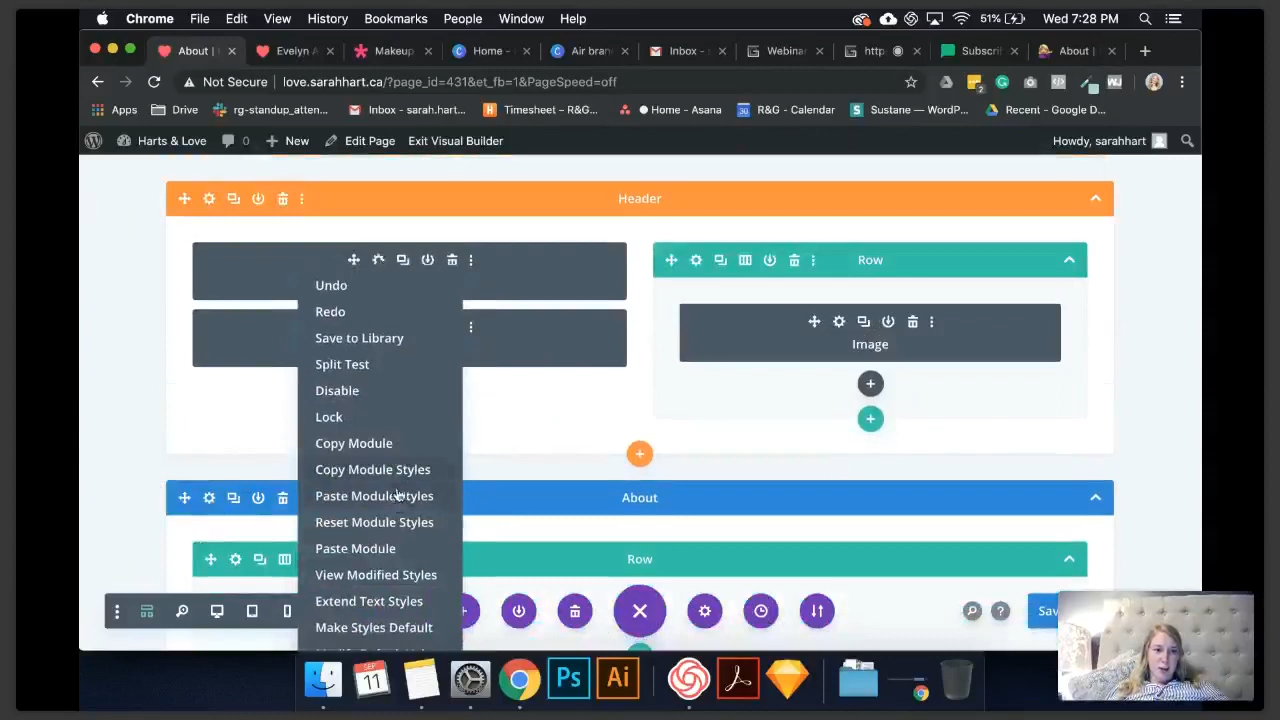 Chrome File Edit View History Bookmarks People Window Help 51% Wed 7:28 PM
About | Evelyn A Makeup Home - Air bran Inbox - Webinar http Subscri About |
Not Secure love.sarahhart.ca/?page_id=431&et_fb=1&PageSpeed=off
Apps Drive rg-standup_atten... Inbox - sarah.hart... Timesheet – R&G... Home - Asana R&G - Calendar Sustane — WordP... Recent - Google D...
Harts & Love 0 New Edit Page Exit Visual Builder Howdy, sarahhart
Header
Row
Image
Undo
Redo
Save to Library
Split Test
Disable
Lock
Copy Module
Copy Module Styles
Paste Module Styles
Reset Module Styles
Paste Module
View Modified Styles
Extend Text Styles
Make Styles Default
About
Row
SEP
11
Ps Ai